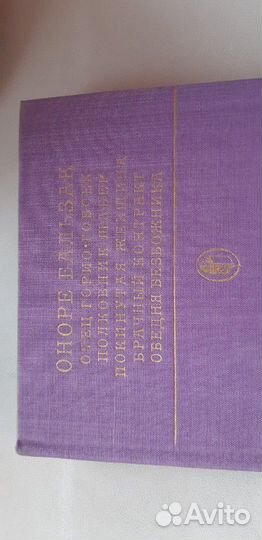 ОНОРЕ БАЛЬЗАК
ОТЕЦ ГОРИО · ГОБСЕК
ПОЛКОВНИК ШАБЕР
ПОКИНУТАЯ ЖЕНЩИНА
БРАЧНЫЙ КОНТРАКТ
ОБЕДНЯ БЕЗБОЖНИКА
Avito